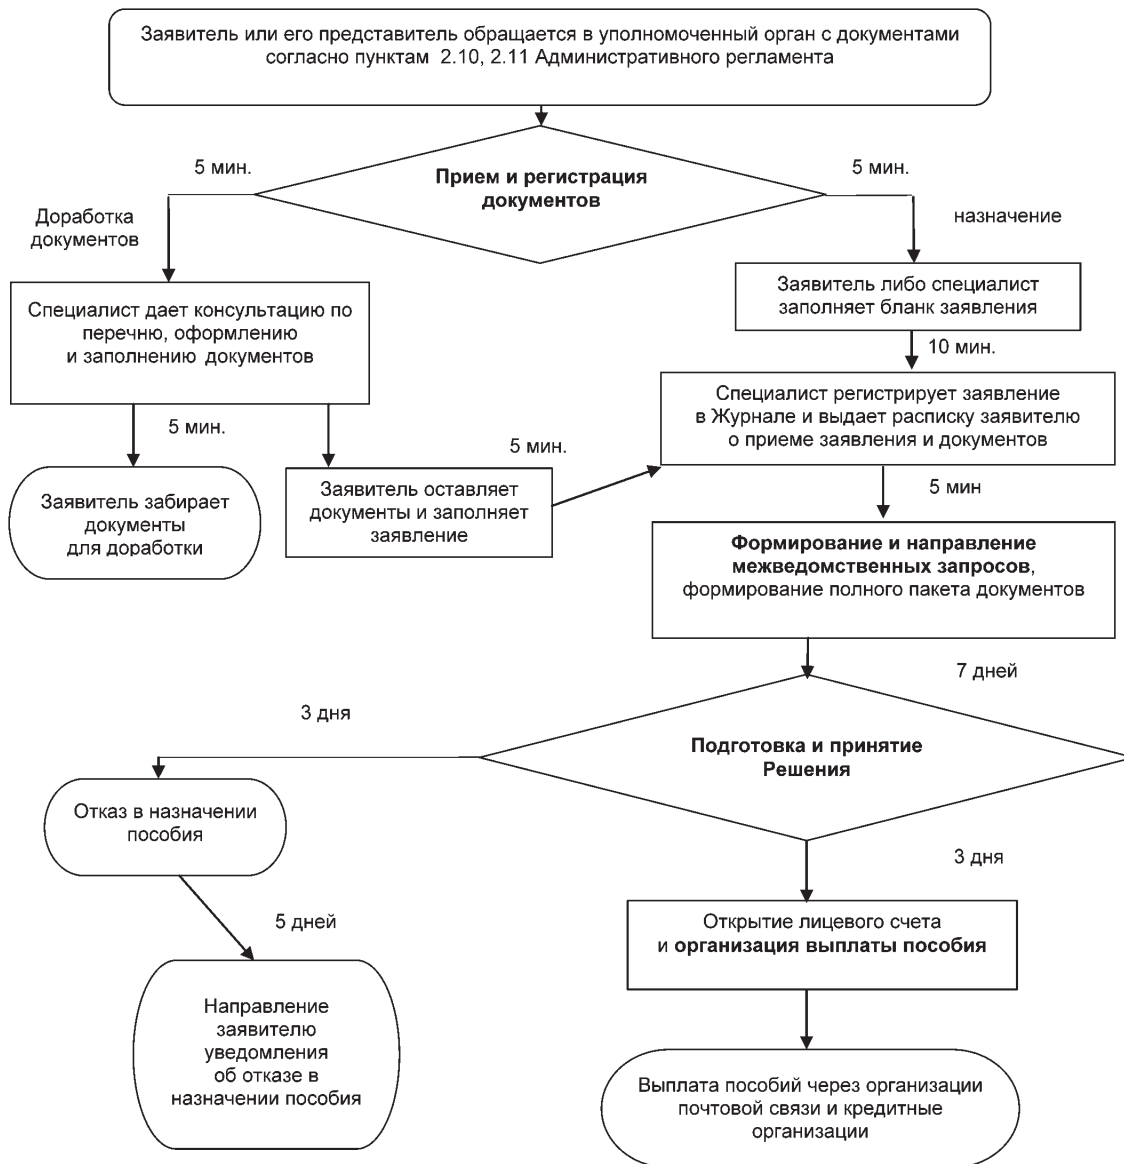 Заявитель или его представитель обращается в уполномоченный орган с документами
согласно пунктам 2.10, 2.11 Административного регламента
5 мин.
Прием и регистрация
документов
5 мин.
Доработка
документов
назначение
Специалист дает консультацию по
перечню, оформлению
и заполнению документов
Заявитель либо специалист
заполняет бланк заявления
10 мин.
Специалист регистрирует заявление
в Журнале и выдает расписку заявителю
о приеме заявления и документов
5 мин.
5 мин.
Заявитель забирает
документы
для доработки
Заявитель оставляет
документы и заполняет
заявление
5 мин
Формирование и направление
межведомственных запросов,
формирование полного пакета документов
7 дней
3 дня
Подготовка и принятие
Решения
Отказ в назначении
пособия
3 дня
5 дней
Открытие лицевого счета
и организация выплаты пособия
Направление
заявителю
уведомления
об отказе в
назначении пособия
Выплата пособий через организации
почтовой связи и кредитные
организации